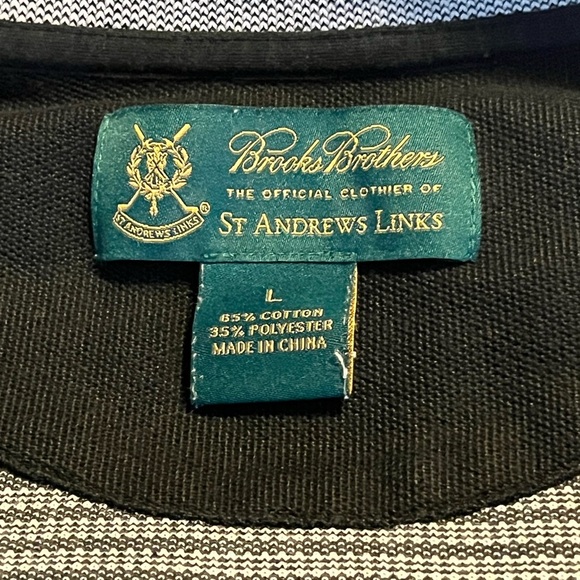 Brooks Brothers
THE OFFICIAL CLOTHIER OF
ST ANDREWS LINKS
ST ANDREWS LINKS ®
L
65% COTTON
35% POLYESTER
MADE IN CHINA